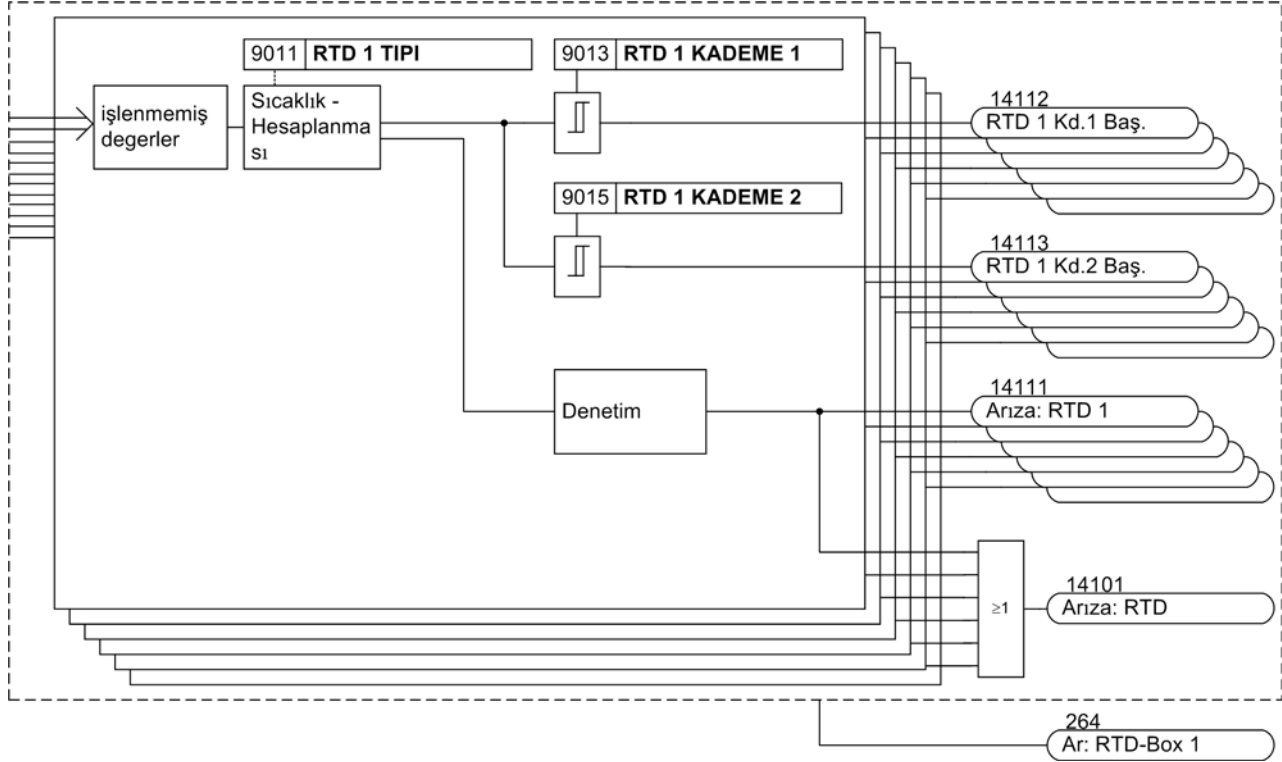 9011 RTD 1 TIPI
9013 RTD 1 KADEME 1
işlenmemiş
degerler
Sıcaklık -
Hesaplanma
sı
14112
RTD 1 Kd.1 Baş.
9015 RTD 1 KADEME 2
14113
RTD 1 Kd.2 Baş.
Denetim
14111
Arıza: RTD 1
≥1
14101
Arıza: RTD
264
Ar: RTD-Box 1